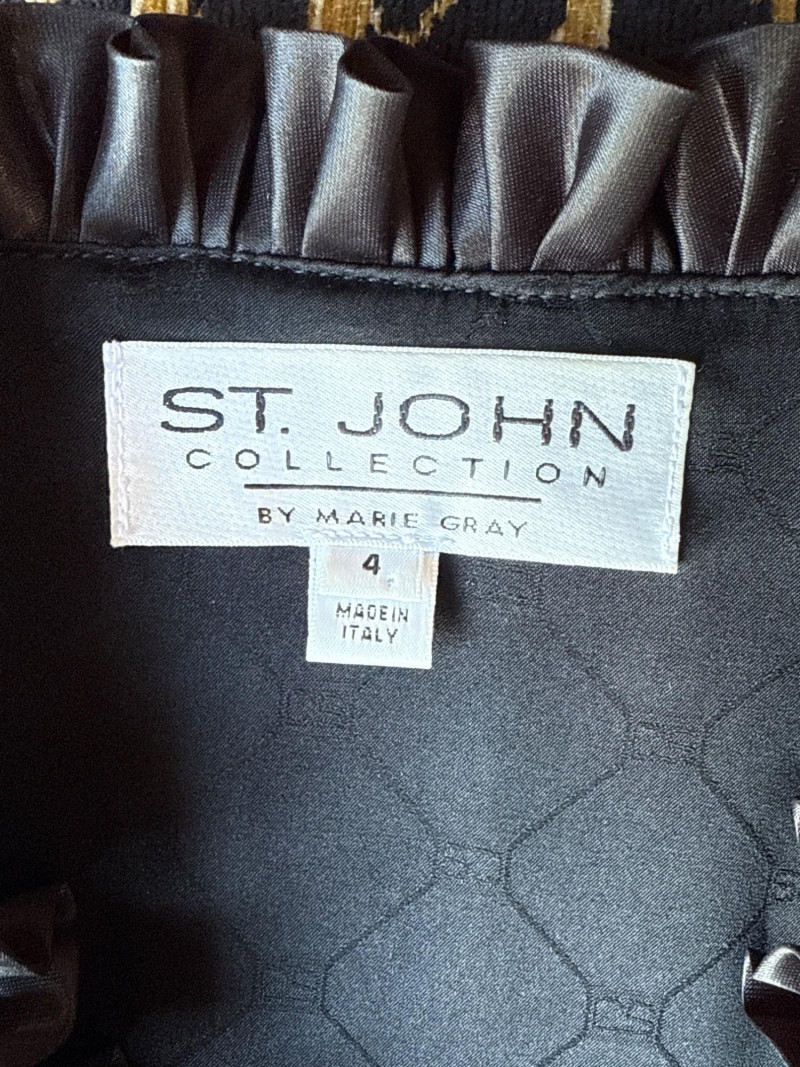 ST. JOHN
COLLECTION
BY MARIE GRAY
4
MADE IN
ITALY